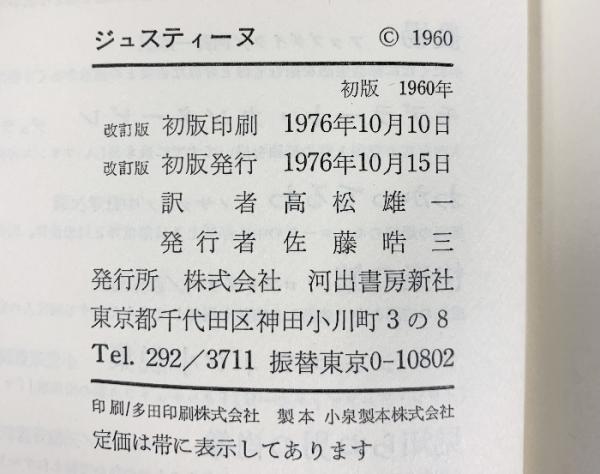 ジュスティーヌ © 1960
初版 1960年
改訂版 初版印刷 1976年10月10日
改訂版 初版発行 1976年10月15日
訳者 高松雄一
発行者 佐藤晧三
発行所 株式会社 河出書房新社
東京都千代田区神田小川町3の8
Tel. 292/3711 振替東京0-10802
印刷/多田印刷株式会社 製本 小泉製本株式会社
定価は帯に表示してあります